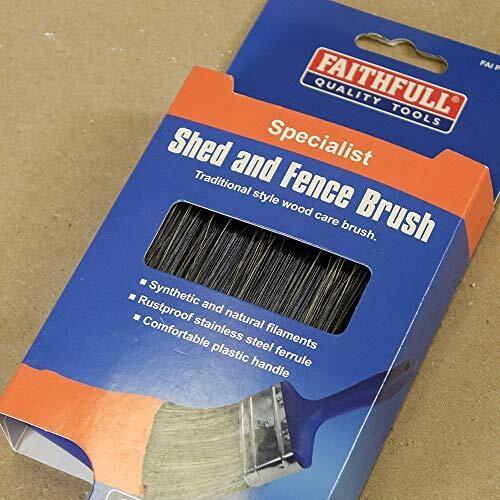 FAI P
FAITHFULL®
QUALITY TOOLS
Specialist
Shed and Fence Brush
Traditional style wood care brush.
▪ Synthetic and natural filaments
▪ Rustproof stainless steel ferrule
▪ Comfortable plastic handle